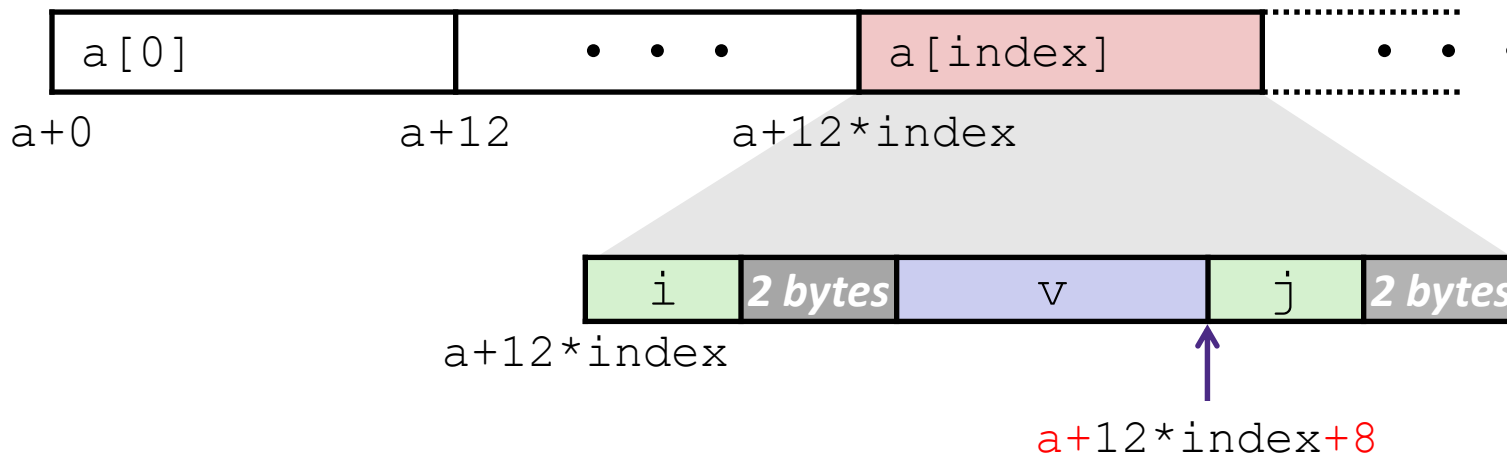 a[0] • • • a[index] • • •
a+0 a+12 a+12*index
i 2 bytes v j 2 bytes
a+12*index
a+12*index+8